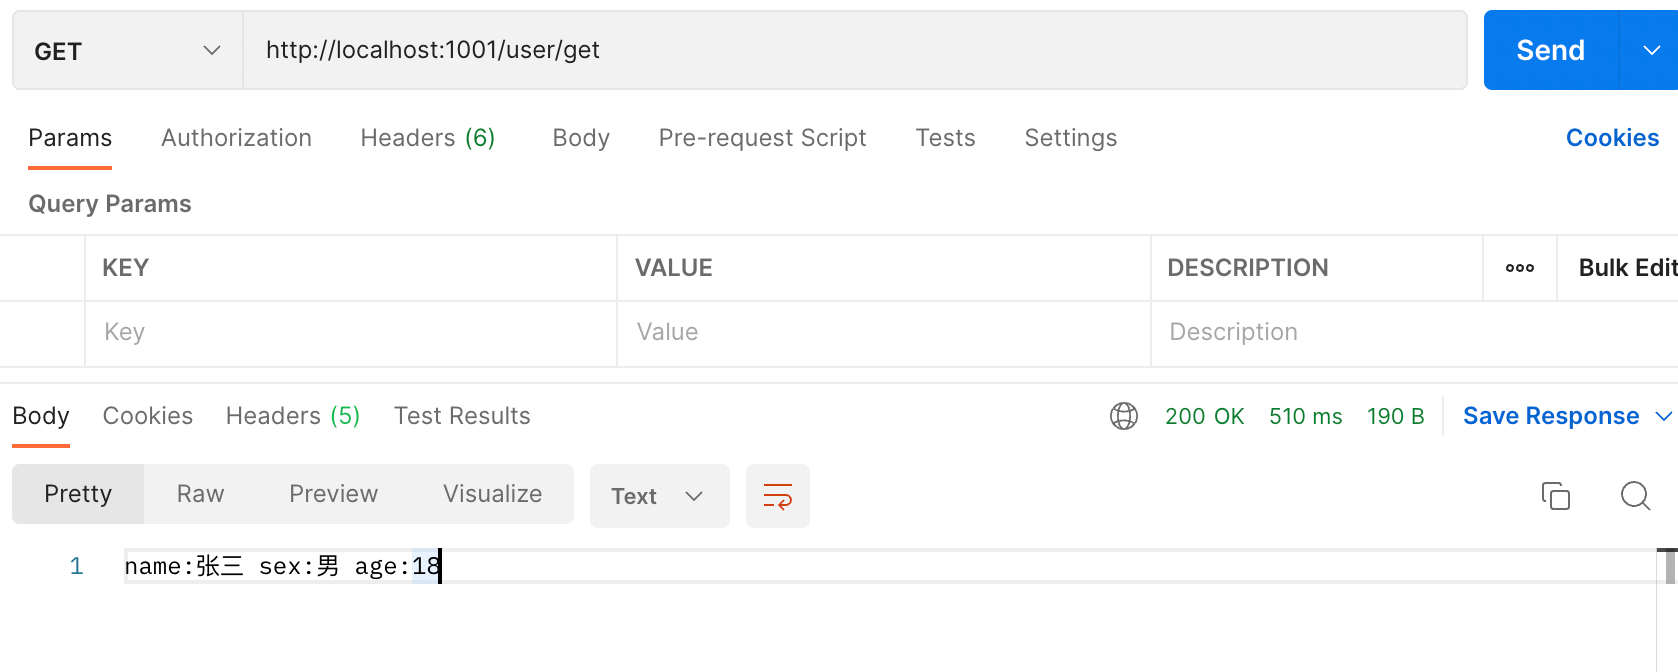 GET http://localhost:1001/user/get Send
Params Authorization Headers (6) Body Pre-request Script Tests Settings Cookies
Query Params
KEY VALUE DESCRIPTION ooo Bulk Edit
Key Value Description
Body Cookies Headers (5) Test Results 200 OK 510 ms 190 B Save Response
Pretty Raw Preview Visualize Text
1 name:张三 sex:男 age:18